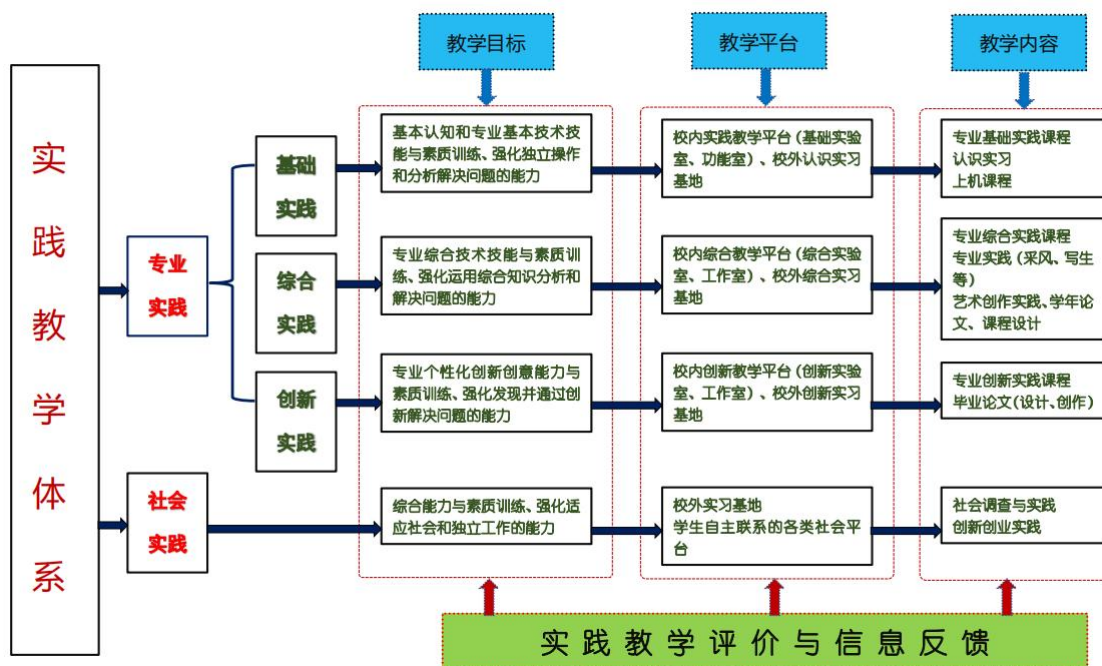 教学目标
教学平台
教学内容
实
践
教
学
体
系
专业
实践
基础
实践
基本认知和专业基本技术技
能与素质训练、强化独立操作
和分析解决问题的能力
校内实践教学平台(基础实验
室、功能室)、校外认识实习
基地
专业基础实践课程
认识实习
上机课程
综合
实践
专业综合技术技能与素质训
练、强化运用综合知识分析和
解决问题的能力
校内综合教学平台(综合实验
室、工作室)、校外综合实习
基地
专业综合实践课程
专业实践(采风、写生
等)
艺术创作实践、学年论
文、课程设计
创新
实践
专业个性化创新创意能力与
素质训练、强化发现并通过创
新解决问题的能力
校内创新教学平台(创新实验
室、工作室)、校外创新实习
基地
专业创新实践课程
毕业论文(设计、创作)
社会
实践
综合能力与素质训练、强化适
应社会和独立工作的能力
校外实习基地
学生自主联系的各类社会平
台
社会调查与实践
创新创业实践
实践教学评价与信息反馈